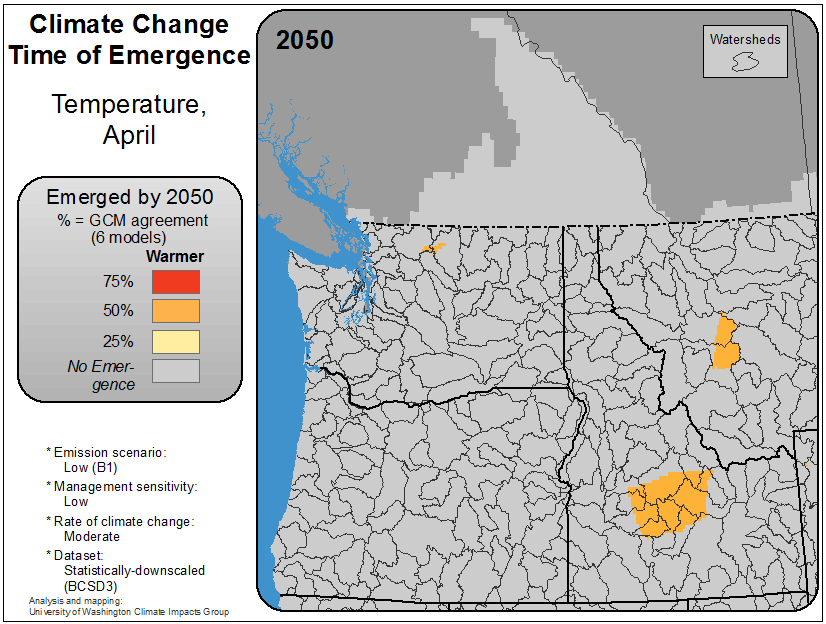 Climate Change
Time of Emergence
Temperature,
April
Emerged by 2050
% = GCM agreement
(6 models)
Warmer
75%
50%
25%
No Emer-
gence
* Emission scenario:
Low (B1)
* Management sensitivity:
Low
* Rate of climate change:
Moderate
* Dataset:
Statistically-downscaled
(BCSD3)
Analysis and mapping:
University of Washington Climate Impacts Group
2050
Watersheds